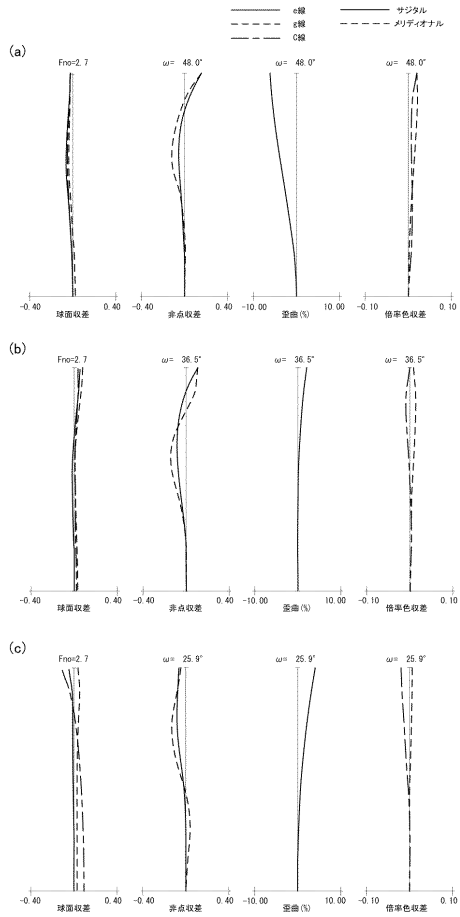 e線 サジタル
g線 メリディオナル
C線
(a)
Fno=2.7 ω= 48.0° ω= 48.0° ω= 48.0°
-0.40 0.40 -0.40 0.40 -10.00 10.00 -0.10 0.10
球面収差 非点収差 歪曲(%) 倍率色収差
(b)
Fno=2.7 ω= 36.5° ω= 36.5° ω= 36.5°
-0.40 0.40 -0.40 0.40 -10.00 10.00 -0.10 0.10
球面収差 非点収差 歪曲(%) 倍率色収差
(c)
Fno=2.7 ω= 25.9° ω= 25.9° ω= 25.9°
-0.40 0.40 -0.40 0.40 -10.00 10.00 -0.10 0.10
球面収差 非点収差 歪曲(%) 倍率色収差